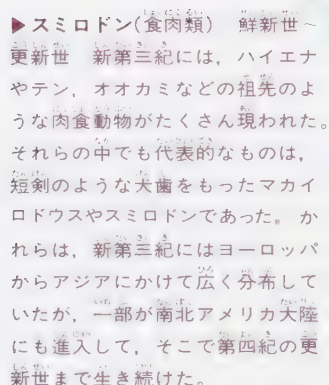 ▶スミロドン(食肉類) 鮮新世〜
更新世 新第三紀には，ハイエナ
やテン，オオカミなどの祖先のよ
うな肉食動物がたくさん現われた。
それらの中でも代表的なものは，
短剣のような犬歯をもったマカイ
ロドウスやスミロドンであった。か
れらは，新第三紀にはヨーロッパ
からアジアにかけて広く分布して
いたが，一部が南北アメリカ大陸
にも進入して，そこで第四紀の更
新世まで生き続けた。